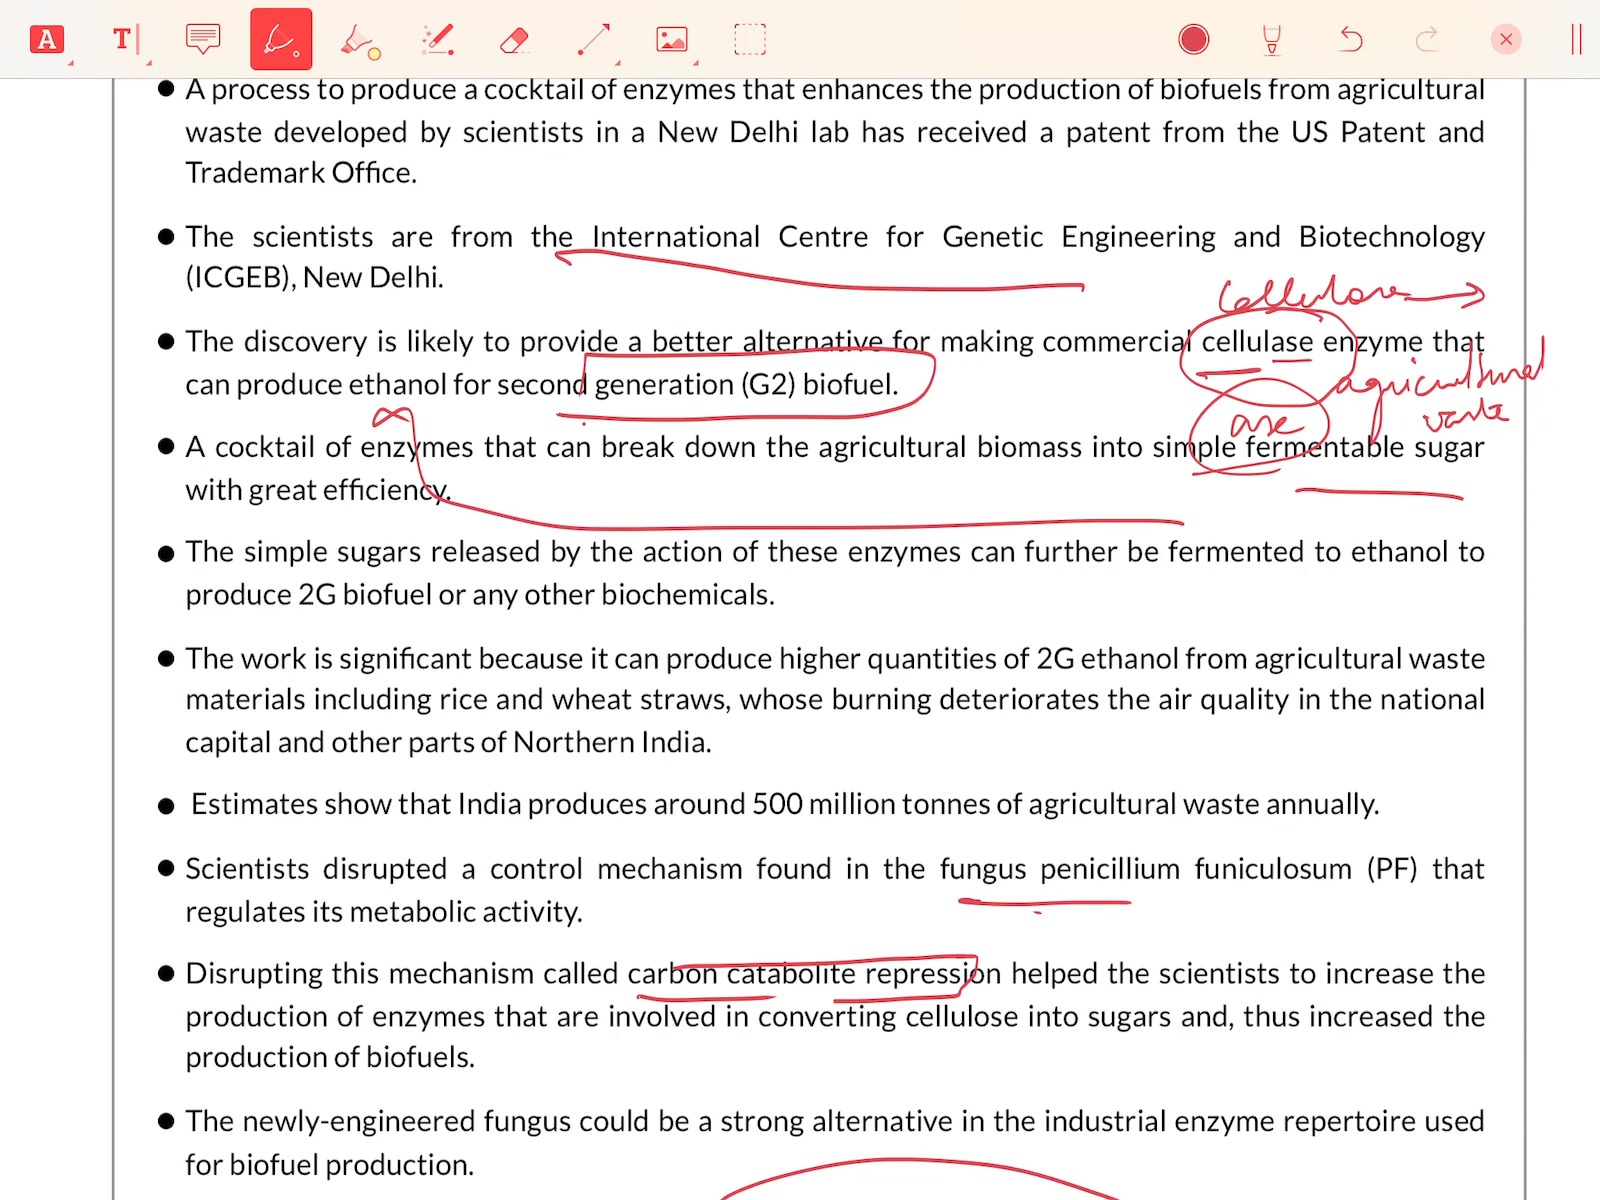 A T
● A process to produce a cocktail of enzymes that enhances the production of biofuels from agricultural
waste developed by scientists in a New Delhi lab has received a patent from the US Patent and
Trademark Office.
● The scientists are from the International Centre for Genetic Engineering and Biotechnology
(ICGEB), New Delhi.
Cellulose
● The discovery is likely to provide a better alternative for making commercial cellulase enzyme that
can produce ethanol for second generation (G2) biofuel.
agricultural
waste
ase
● A cocktail of enzymes that can break down the agricultural biomass into simple fermentable sugar
with great efficiency.
● The simple sugars released by the action of these enzymes can further be fermented to ethanol to
produce 2G biofuel or any other biochemicals.
● The work is significant because it can produce higher quantities of 2G ethanol from agricultural waste
materials including rice and wheat straws, whose burning deteriorates the air quality in the national
capital and other parts of Northern India.
● Estimates show that India produces around 500 million tonnes of agricultural waste annually.
● Scientists disrupted a control mechanism found in the fungus penicillium funiculosum (PF) that
regulates its metabolic activity.
● Disrupting this mechanism called carbon catabolite repression helped the scientists to increase the
production of enzymes that are involved in converting cellulose into sugars and, thus increased the
production of biofuels.
● The newly-engineered fungus could be a strong alternative in the industrial enzyme repertoire used
for biofuel production.